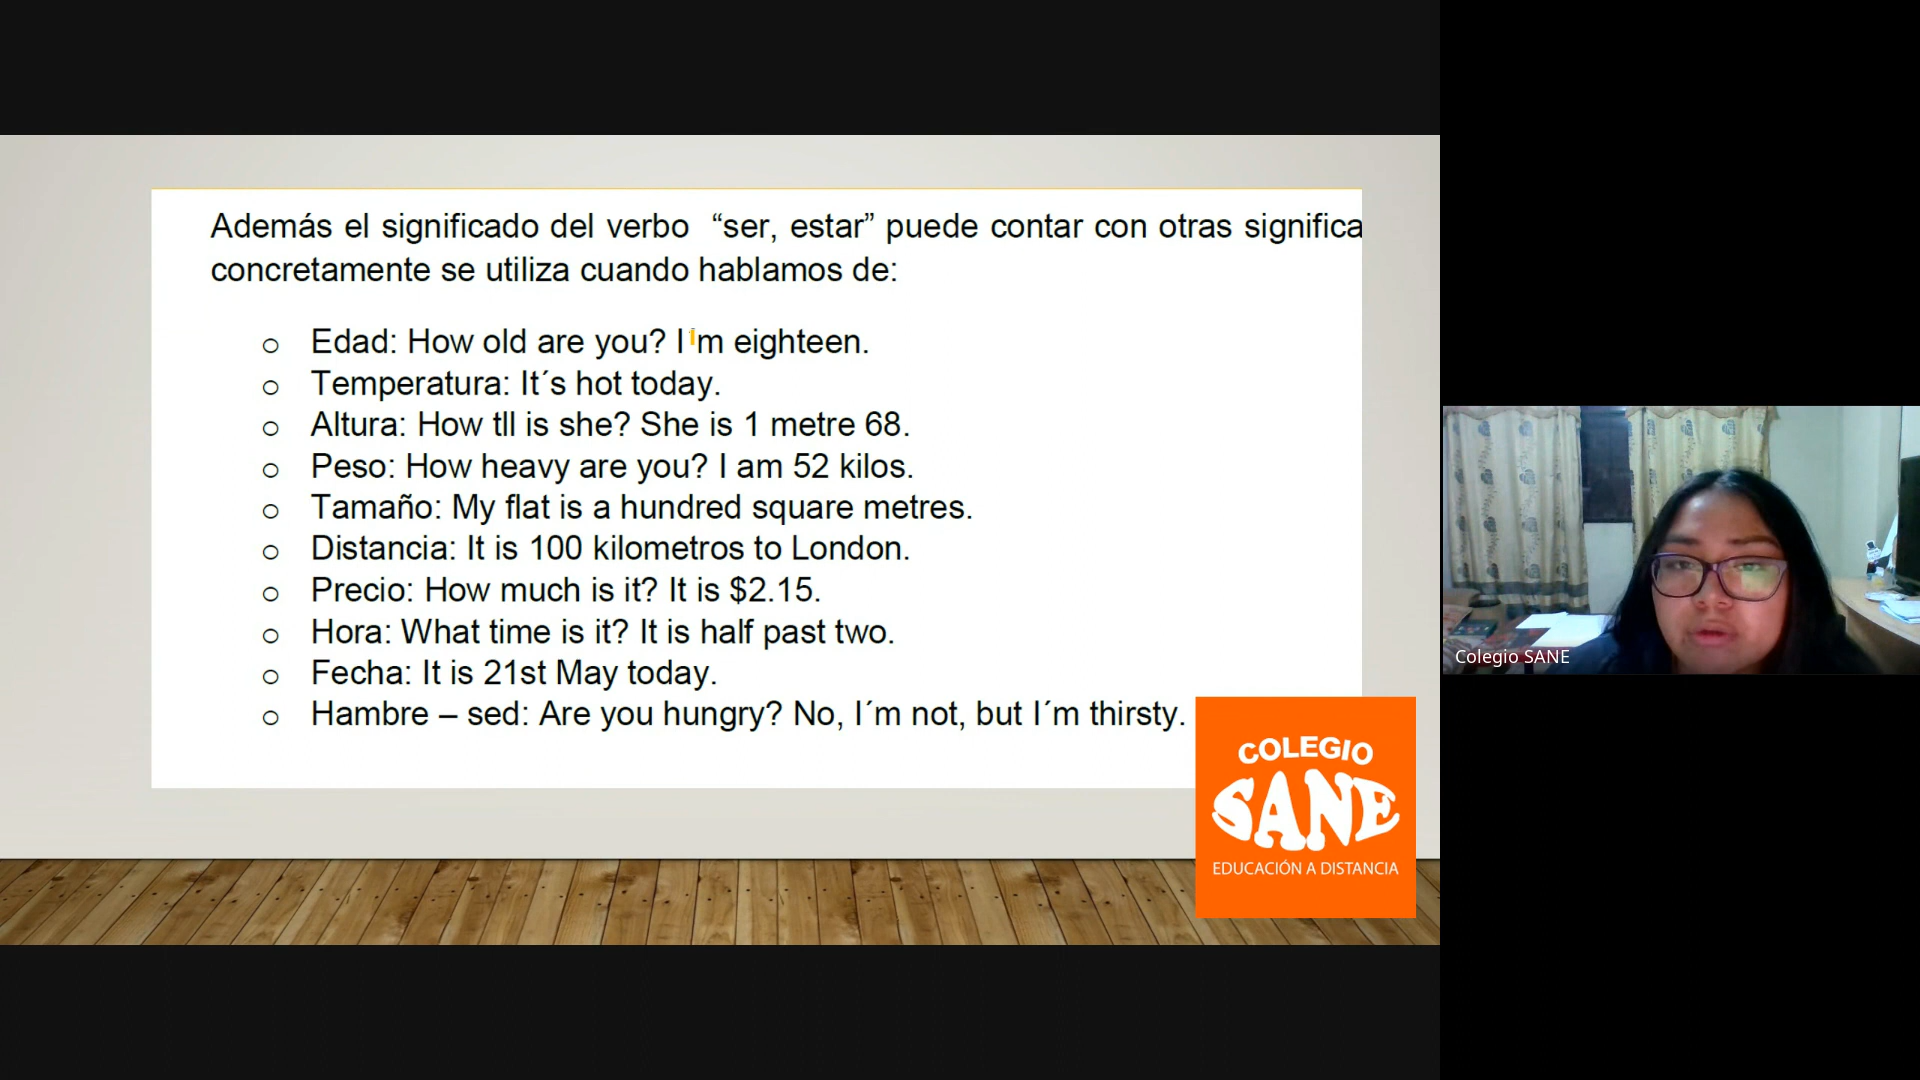 Además el significado del verbo “ser, estar” puede contar con otras significa
concretamente se utiliza cuando hablamos de:
o Edad: How old are you? I´m eighteen.
o Temperatura: It´s hot today.
o Altura: How tll is she? She is 1 metre 68.
o Peso: How heavy are you? I am 52 kilos.
o Tamaño: My flat is a hundred square metres.
o Distancia: It is 100 kilometros to London.
o Precio: How much is it? It is $2.15.
o Hora: What time is it? It is half past two.
o Fecha: It is 21st May today.
o Hambre – sed: Are you hungry? No, I´m not, but I´m thirsty.
COLEGIO
SANE
EDUCACIÓN A DISTANCIA
Colegio SANE